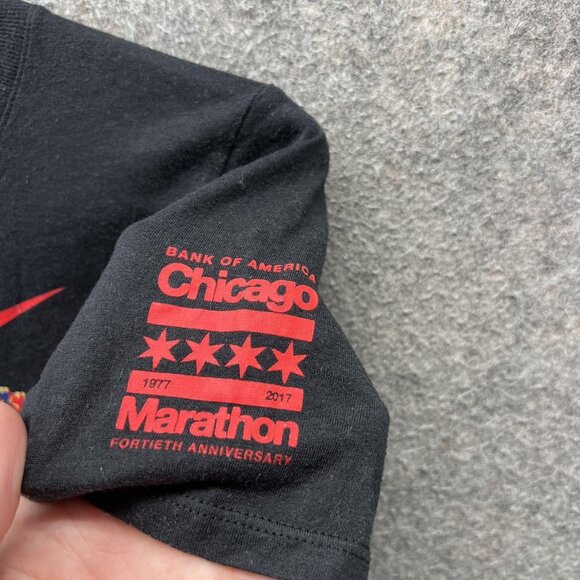 BANK OF AMERICA
Chicago
1977 2017
Marathon
FORTIETH ANNIVERSARY